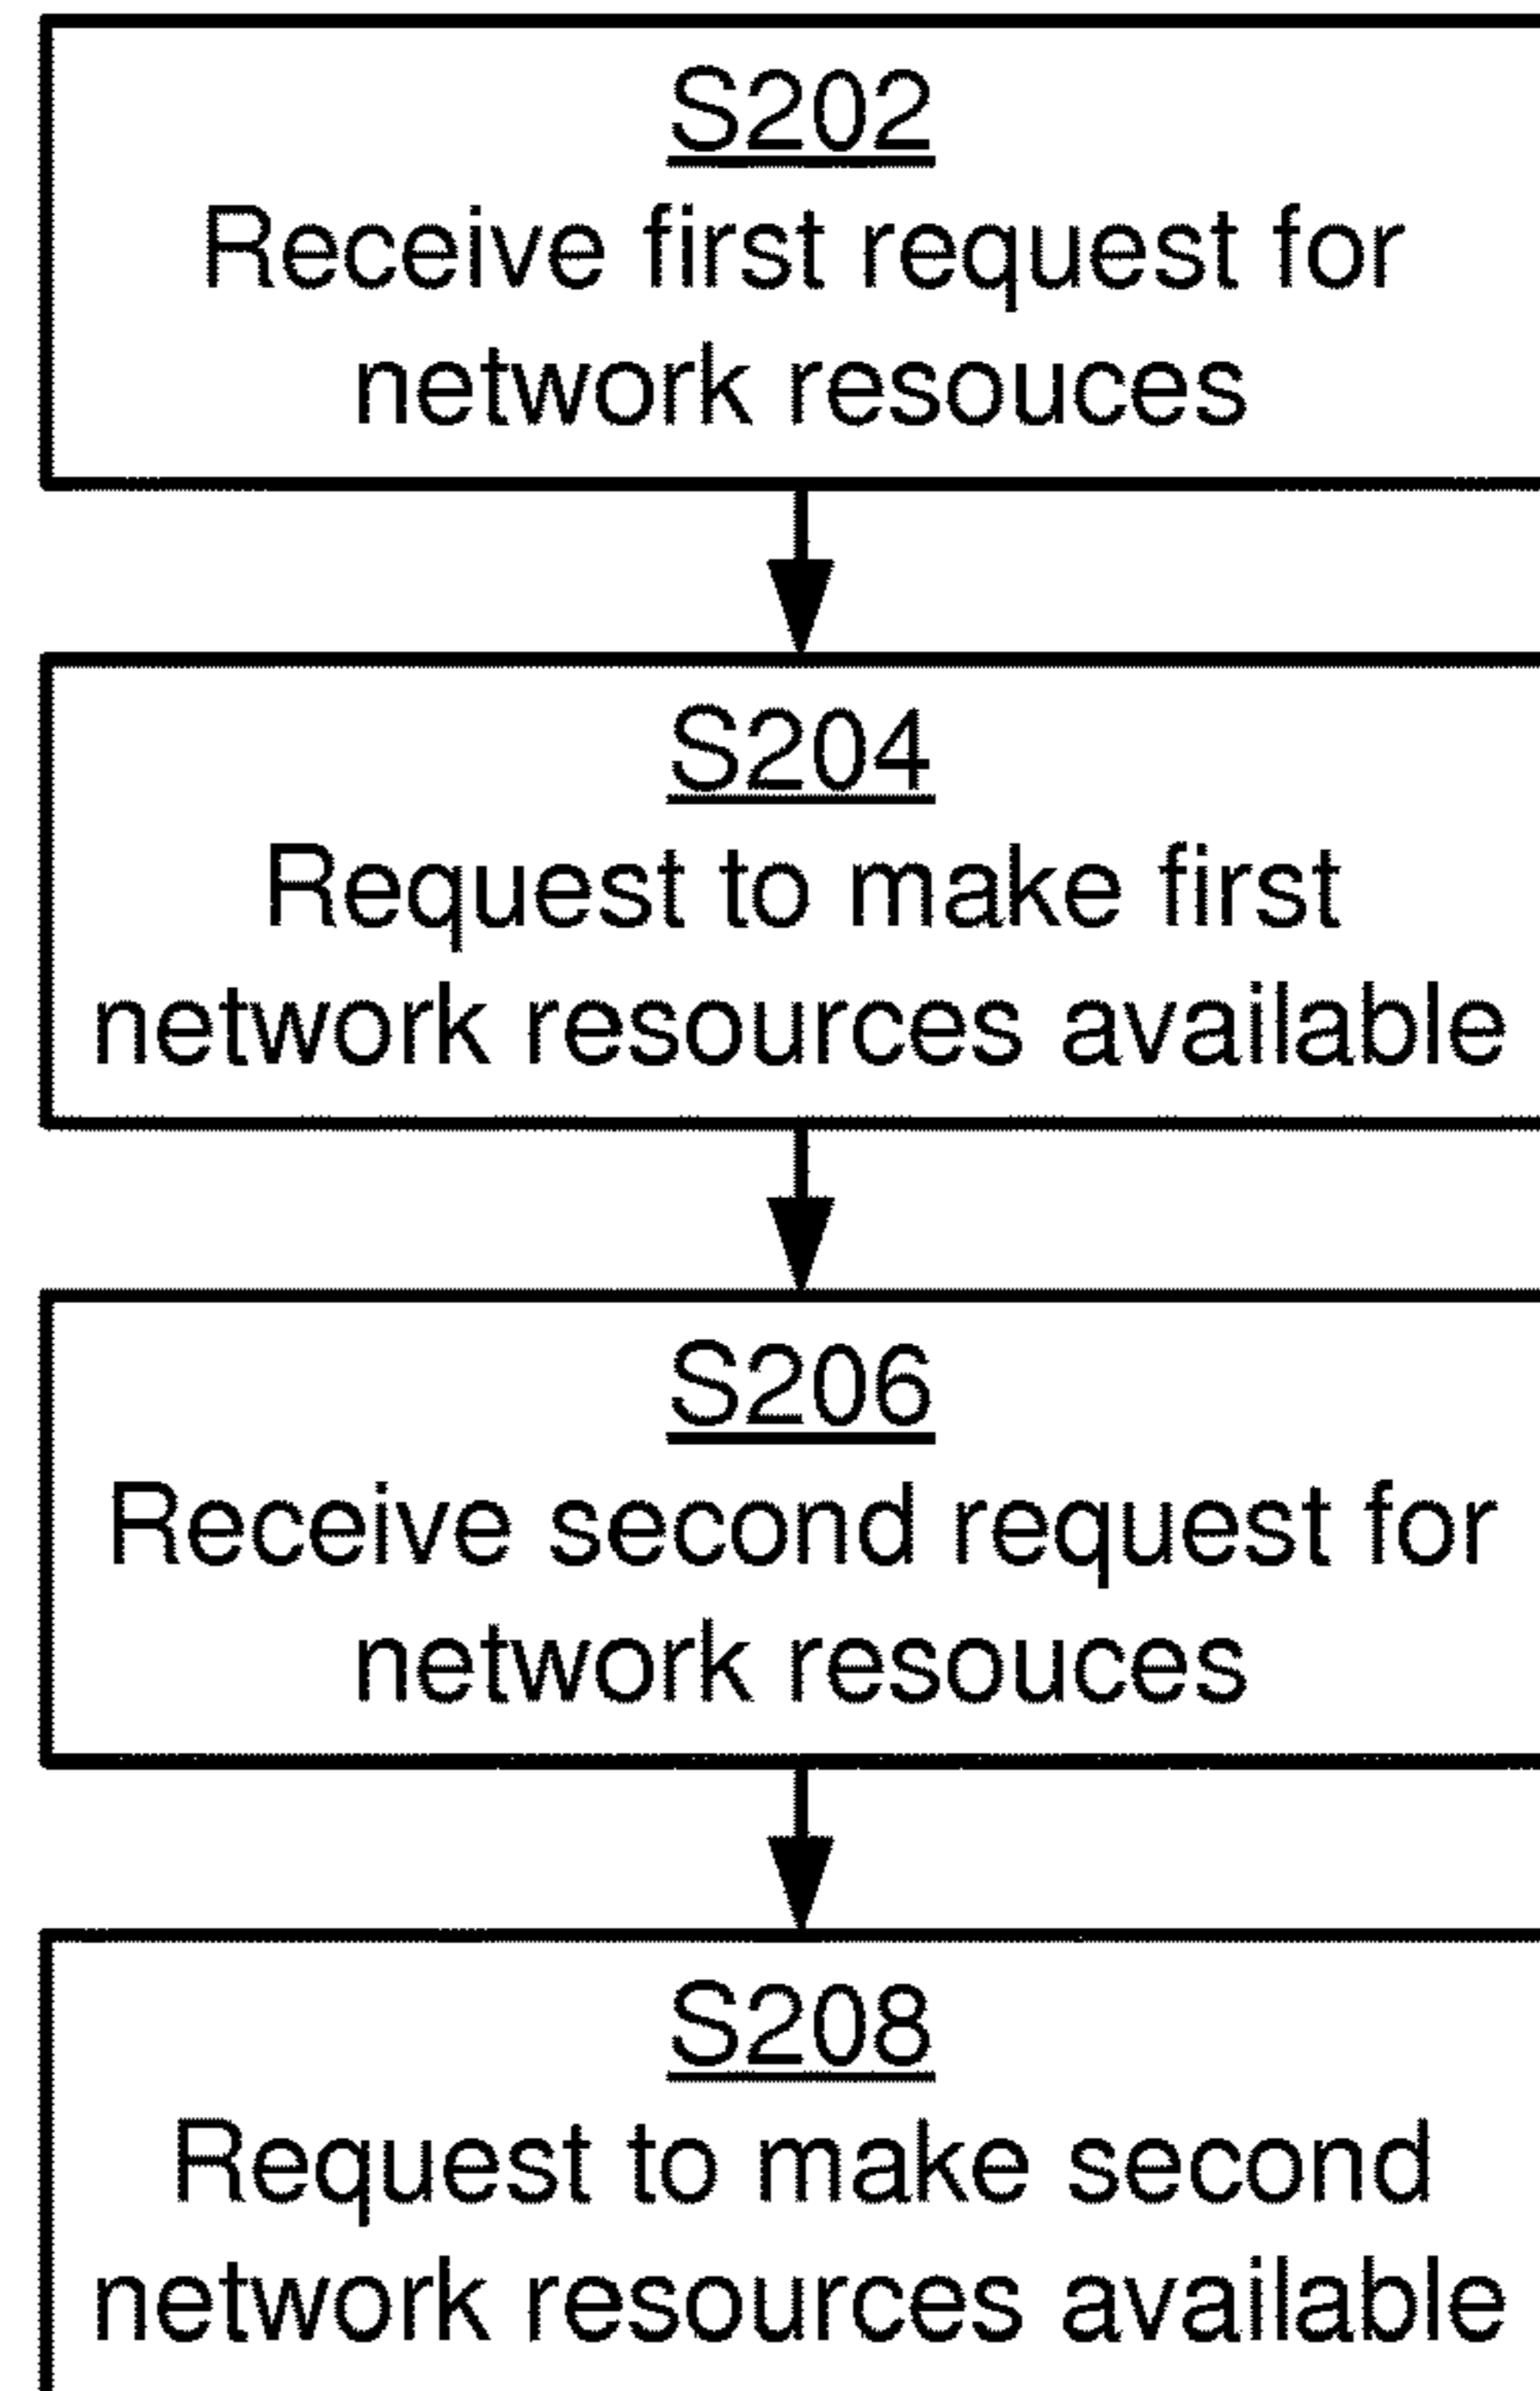 S202
Receive first request for
network resouces
S204
Request to make first
network resources available
S206
Receive second request for
network resouces
S208
Request to make second
network resources available